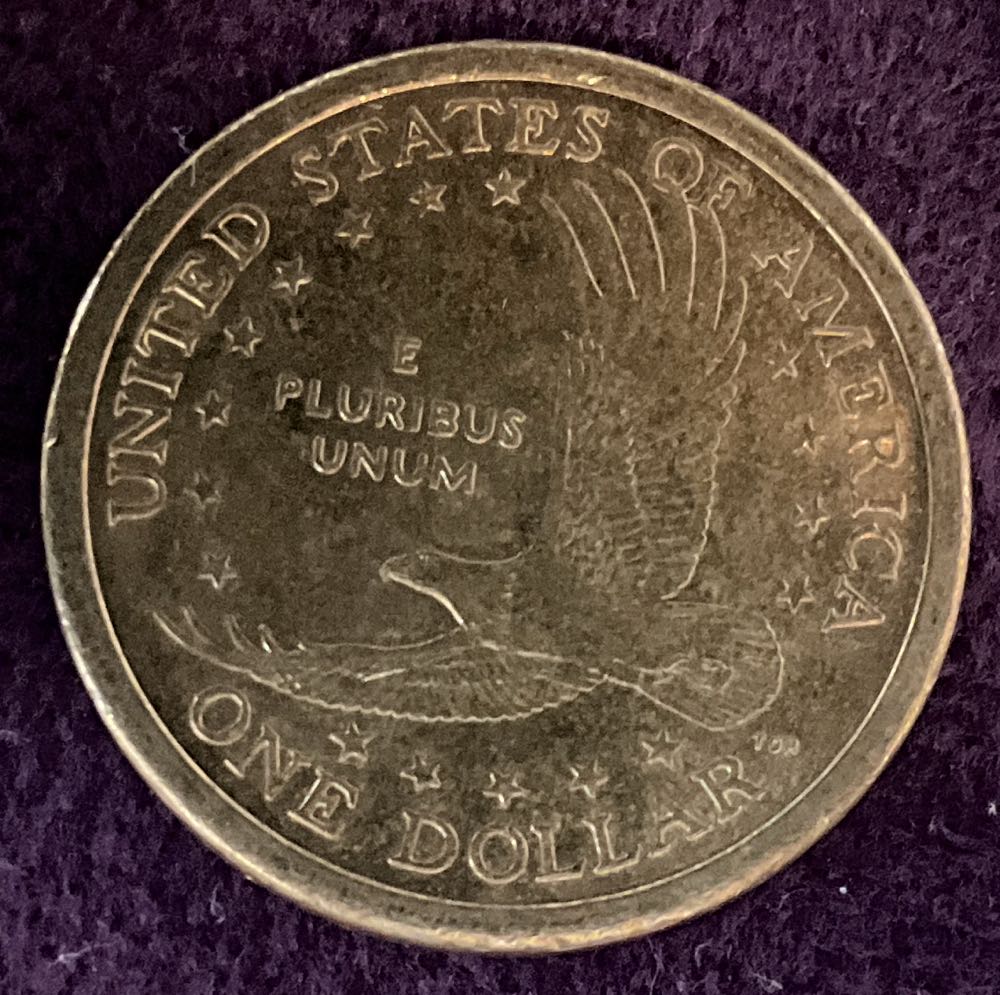 UNITED STATES OF AMERICA
E
PLURIBUS
UNUM
ONE DOLLAR